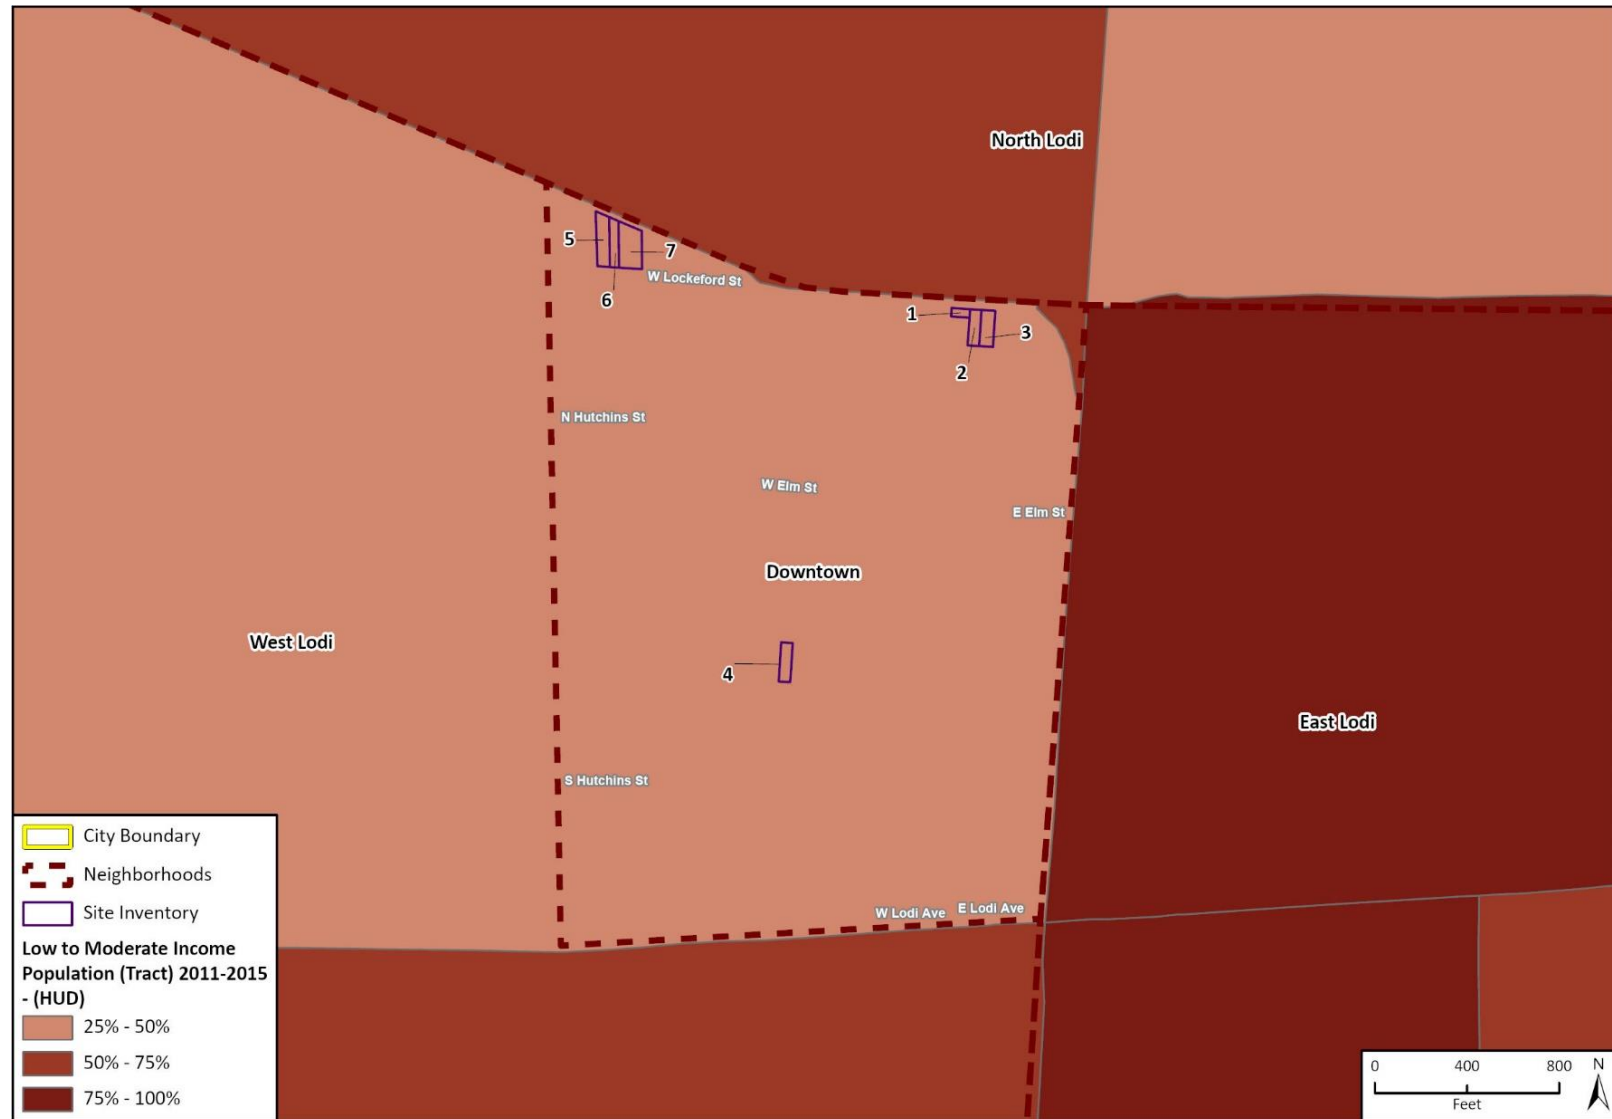 North Lodi
5
7
6
W Lockeford St
1
3
2
N Hutchins St
W Elm St
E Elm St
Downtown
West Lodi
4
East Lodi
S Hutchins St
W Lodi Ave
E Lodi Ave
City Boundary
Neighborhoods
Site Inventory
Low to Moderate Income
Population (Tract) 2011-2015
- (HUD)
25% - 50%
50% - 75%
75% - 100%
0 400 800
Feet
N